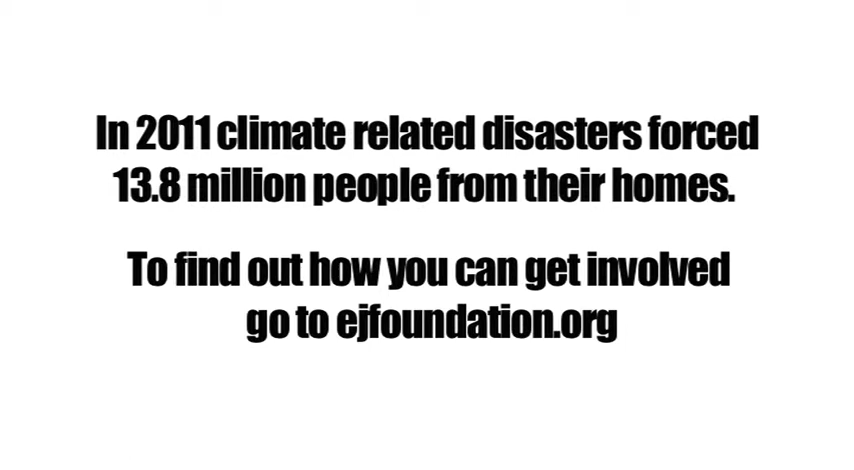 In 2011 climate related disasters forced
13.8 million people from their homes.
To find out how you can get involved
go to ejfoundation.org